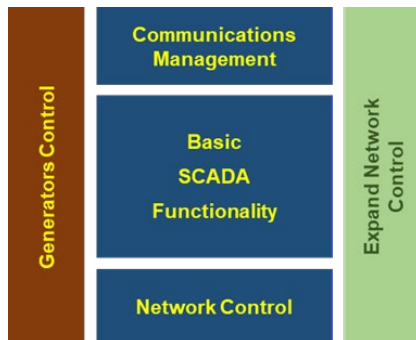 Generators Control
Communications
Management
Basic
SCADA
Functionality
Network Control
Expand Network
Control